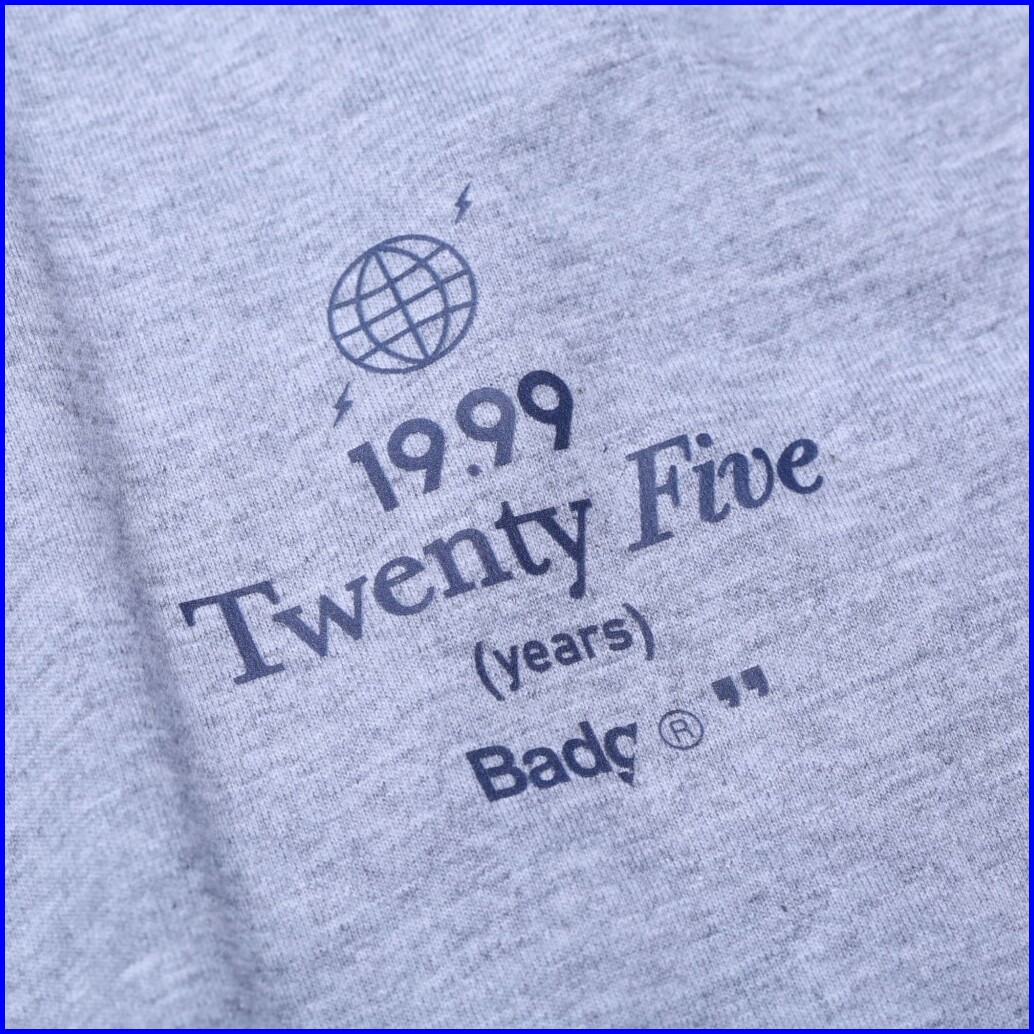 19.99
Twenty Five
(years)
Badç ® ”